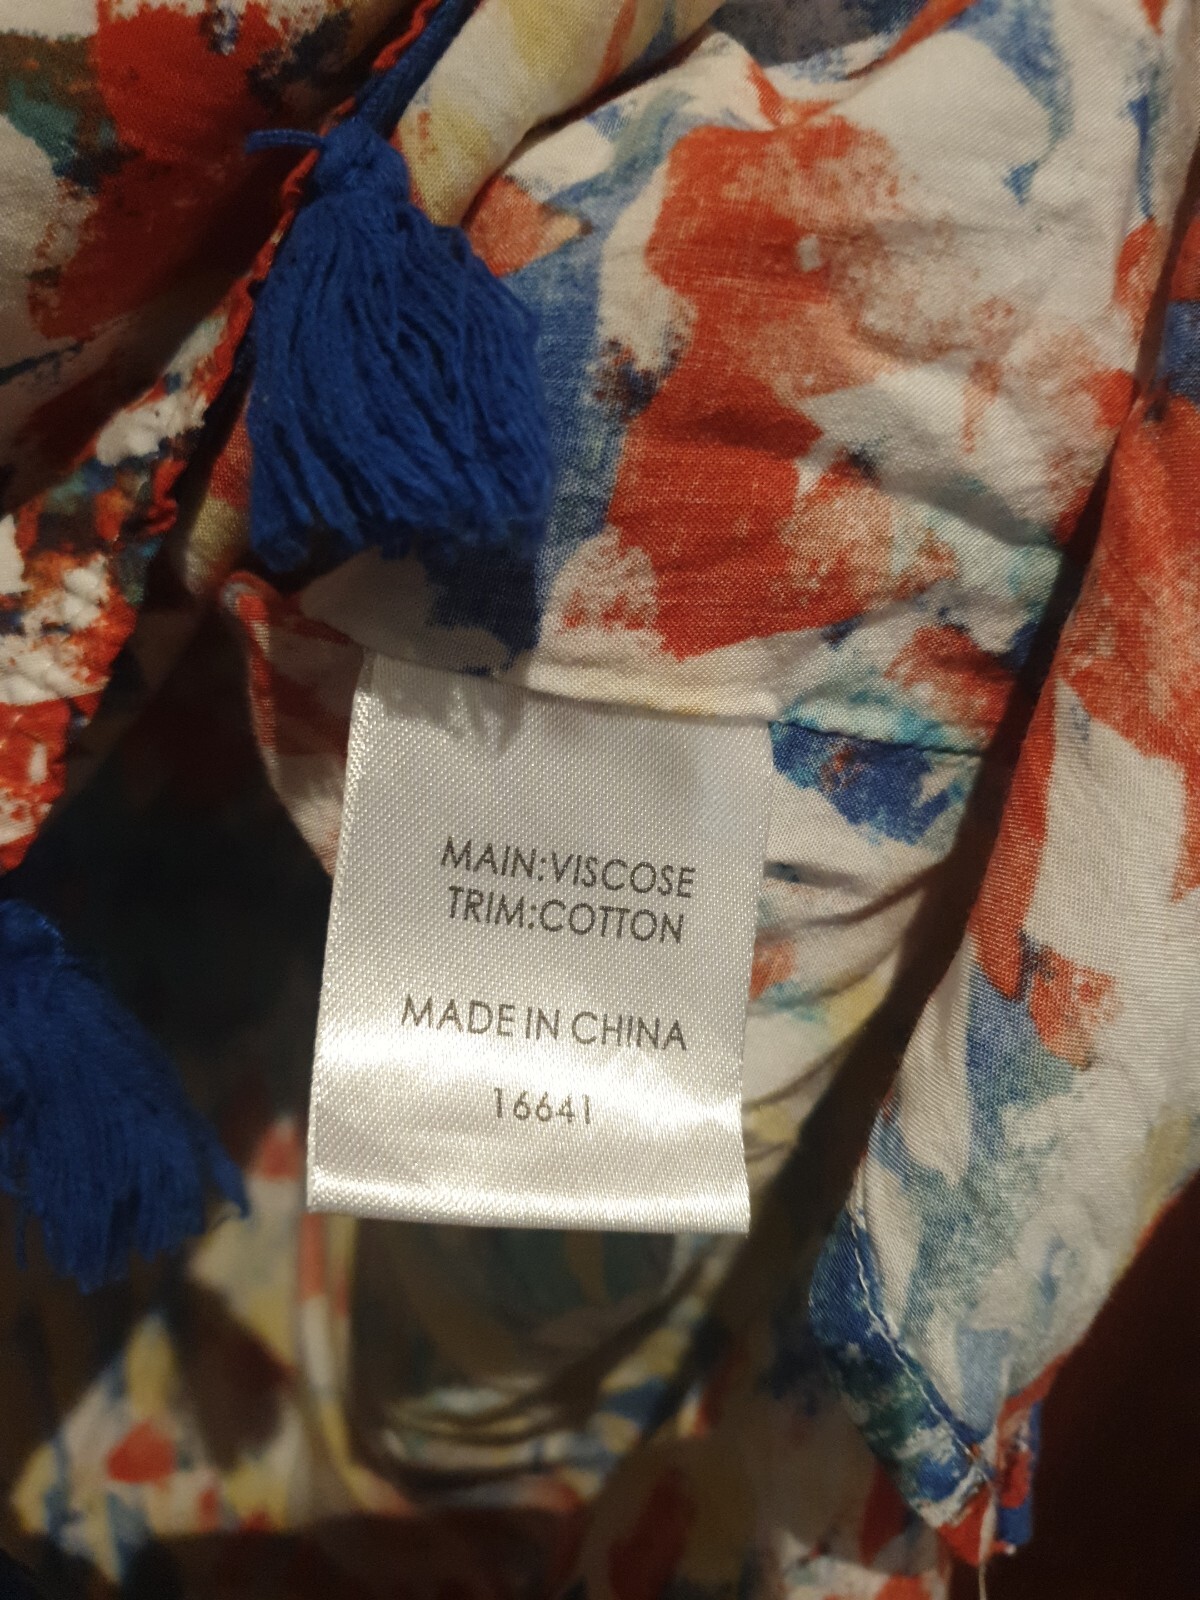 MAIN:VISCOSE
TRIM:COTTON
MADE IN CHINA
16641